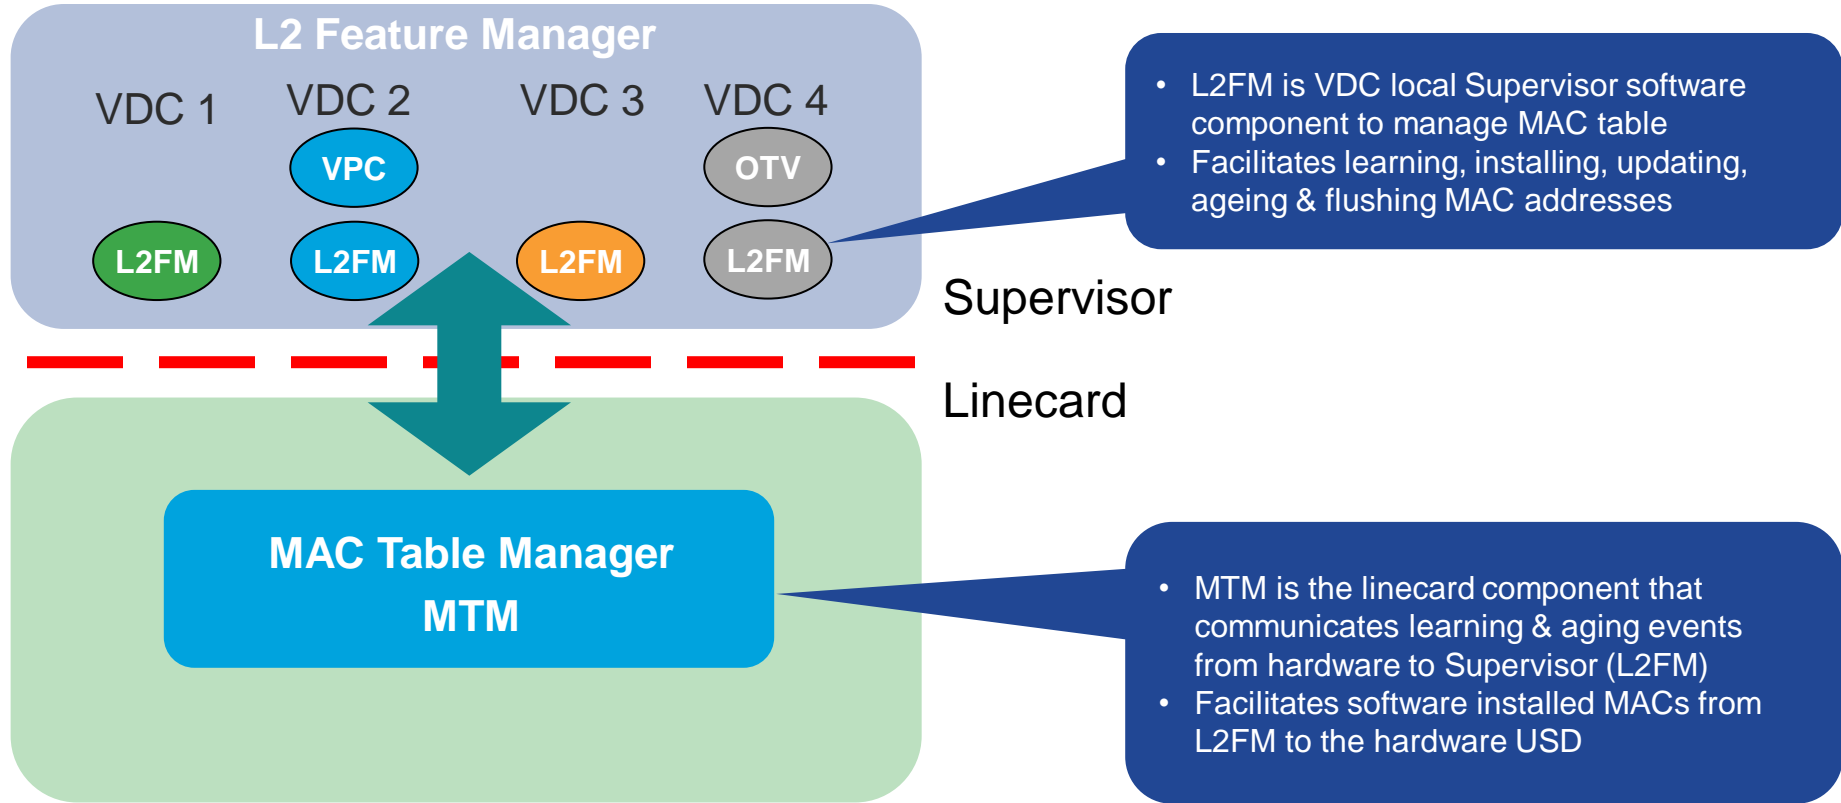 L2 Feature Manager
VDC 1
VDC 2
VDC 3
VDC 4
VPC
OTV
L2FM
L2FM
L2FM
L2FM
• L2FM is VDC local Supervisor software
component to manage MAC table
• Facilitates learning, installing, updating,
ageing & flushing MAC addresses
Supervisor
Linecard
MAC Table Manager
MTM
• MTM is the linecard component that
communicates learning & aging events
from hardware to Supervisor (L2FM)
• Facilitates software installed MACs from
L2FM to the hardware USD